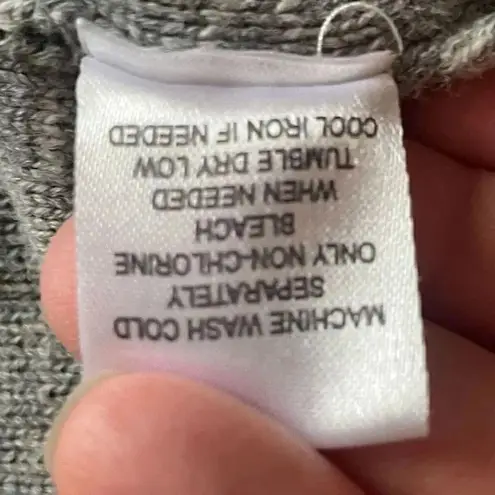 MACHINE WASH COLD
SEPARATELY
ONLY NON-CHLORINE
BLEACH
WHEN NEEDED
TUMBLE DRY LOW
COOL IRON IF NEEDED